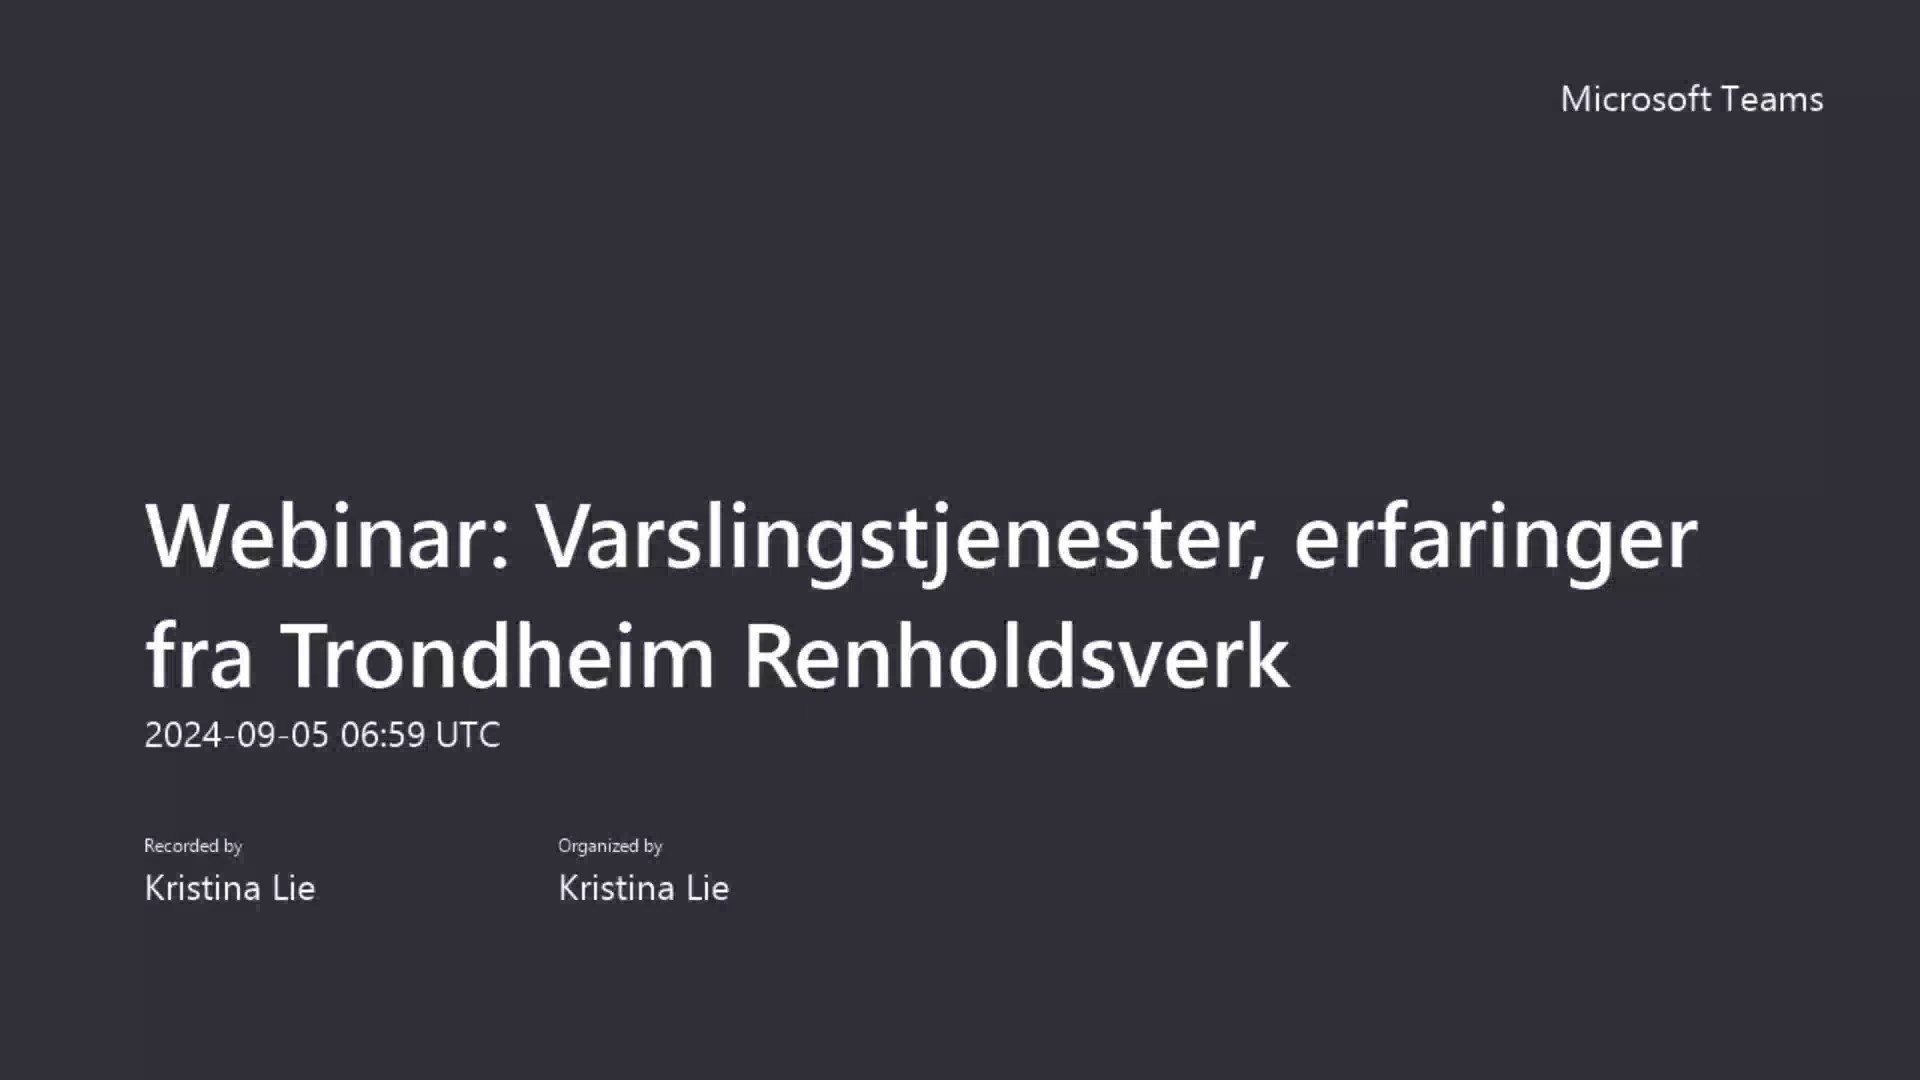 Microsoft Teams
Webinar: Varslingstjenester, erfaringer
fra Trondheim Renholdsverk
2024-09-05 06:59 UTC
Recorded by
Kristina Lie
Organized by
Kristina Lie